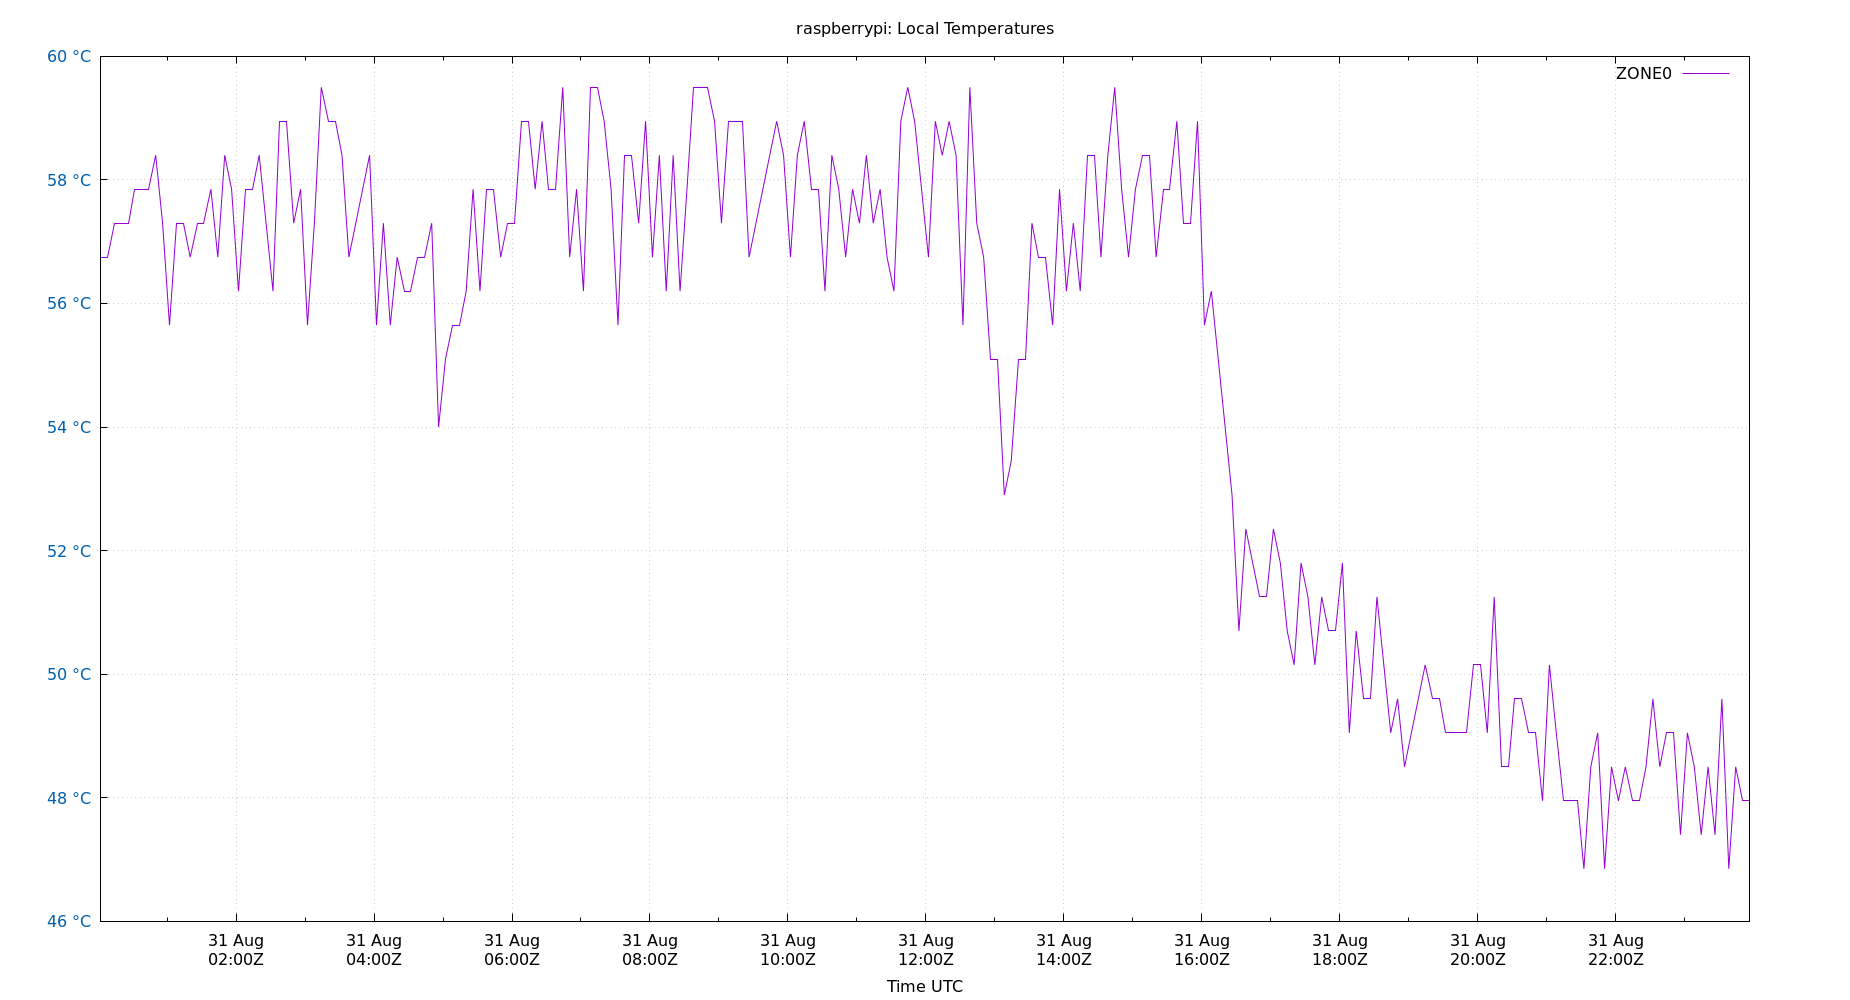 raspberrypi: Local Temperatures
60 °C
ZONE0
58 °C
56 °C
54 °C
52 °C
50 °C
48 °C
46 °C
31 Aug 31 Aug 31 Aug 31 Aug 31 Aug 31 Aug 31 Aug 31 Aug 31 Aug 31 Aug 31 Aug
02:00Z 04:00Z 06:00Z 08:00Z 10:00Z 12:00Z 14:00Z 16:00Z 18:00Z 20:00Z 22:00Z
Time UTC